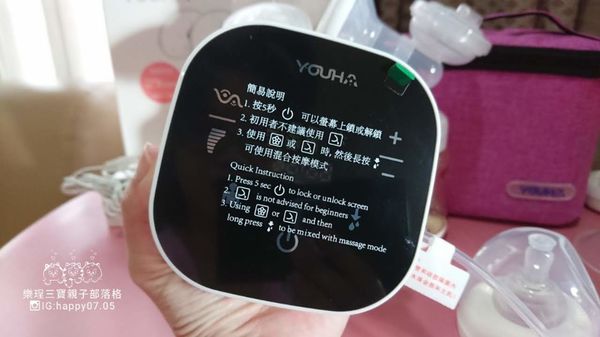 YOUHA
簡易說明
1. 按5秒 可以螢幕上鎖或解鎖
2. 初用者不建議使用
3. 使用 或 時, 然後長按
可使用混合按摩模式
Quick Instruction
1. Press 5 sec to lock or unlock screen
2. is not advised for beginners
3. Using or and then
long press to be mixed with massage mode
YOUHA
樂珵三寶親子部落格
IG:happy07.05